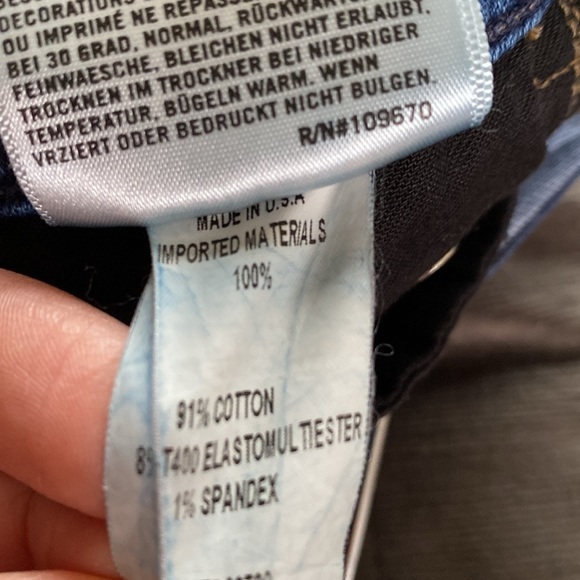 DECORATIONS
OU IMPRIMÉ NE REPASSE
BEI 30 GRAD, NORMAL, RÜCKWART
FEINWAESCHE, BLEICHEN NICHT ERLAUBT.
TROCKNEN IM TROCKNER BEI NIEDRIGER
TEMPERATUR, BÜGELN WARM. WENN
VRZIERT ODER BEDRUCKT NICHT BULGEN.
R/N#109670
MADE IN U.S.A
IMPORTED MATERIALS
100%
91% COTTON
8% T400 ELASTOMULTIESTER
1% SPANDEX